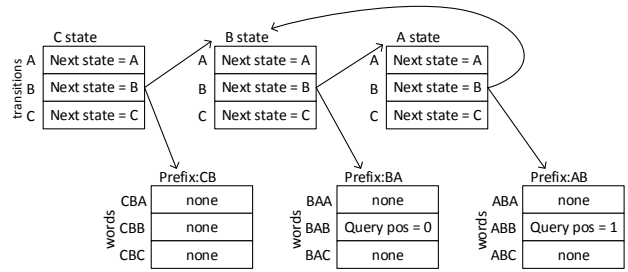 C state
B state
A state
transitions
A Next state = A
B Next state = B
C Next state = C
A Next state = A
B Next state = B
C Next state = C
A Next state = A
B Next state = B
C Next state = C
Prefix:CB
words
CBA none
CBB none
CBC none
Prefix:BA
words
BAA none
BAB Query pos = 0
BAC none
Prefix:AB
words
ABA none
ABB Query pos = 1
ABC none